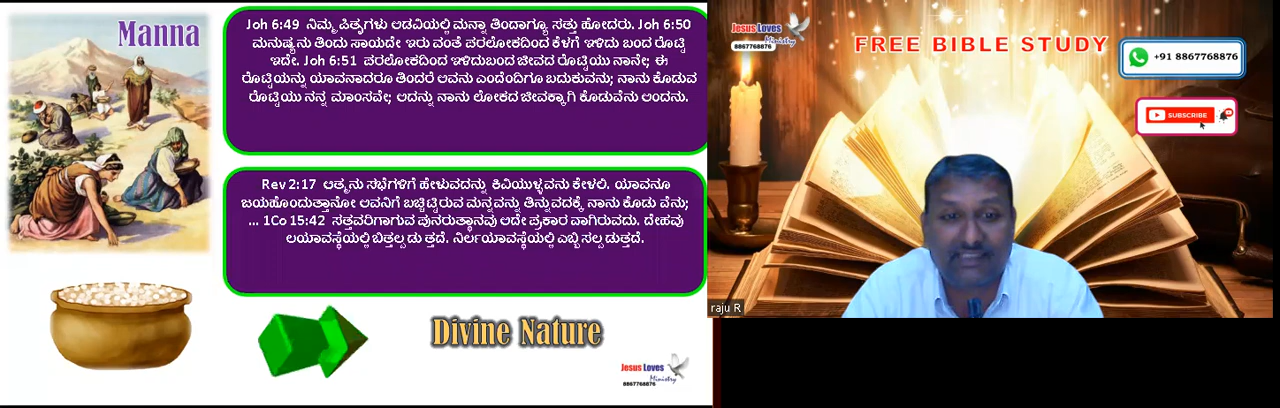 Manna
Joh 6:49 ನಿಮ್ಮ ಪಿತೃಗಳು ಅಡವಿಯಲ್ಲಿ ಮನ್ನಾ ತಿಂದಾಗ್ಯೂ ಸತ್ತು ಹೋದರು. Joh 6:50
ಮನುಷ್ಯನು ತಿಂದು ಸಾಯದೇ ಇರು ವಂತೆ ಪರಲೋಕದಿಂದ ಕೆಳಗೆ ಇಳಿದು ಬಂದ ರೊಟ್ಟಿ
ಇದೇ. Joh 6:51 ಪರಲೋಕದಿಂದ ಇಳಿದುಬಂದ ಜೀವದ ರೊಟ್ಟಿಯು ನಾನೇ; ಈ
ರೊಟ್ಟಿಯನ್ನು ಯಾವನಾದರೂ ತಿಂದರೆ ಅವನು ಎಂದೆಂದಿಗೂ ಬದುಕುವನು; ನಾನು ಕೊಡುವ
ರೊಟ್ಟಿಯು ನನ್ನ ಮಾಂಸವೇ; ಅದನ್ನು ನಾನು ಲೋಕದ ಜೀವಕ್ಕಾಗಿ ಕೊಡುವೆನು ಅಂದನು.
Rev 2:17 ಆತ್ಮನು ಸಭೆಗಳಿಗೆ ಹೇಳುವದನ್ನು ಕಿವಿಯುಳ್ಳವನು ಕೇಳಲಿ. ಯಾವನೂ
ಜಯಹೊಂದುತ್ತಾನೋ ಅವನಿಗೆ ಬಚ್ಚಿಟ್ಟಿರುವ ಮನ್ನವನ್ನು ತಿನ್ನುವದಕ್ಕೆ ನಾನು ಕೊಡು ವೆನು;
... 1Co 15:42 ಸತ್ತವರಿಗಾಗುವ ಪುನರುತ್ಥಾನವು ಅದೇ ಪ್ರಕಾರ ವಾಗಿರುವದು. ದೇಹವು
ಲಯಾವಸ್ಥೆಯಲ್ಲಿ ಬಿತ್ತಲ್ಪ ಡು ತ್ತದೆ. ನಿರ್ಲಯಾವಸ್ಥೆಯಲ್ಲಿ ಎಬ್ಬಿ ಸಲ್ಪ ಡುತ್ತದೆ.
Divine Nature
Jesus Loves
Ministry
8867768876
Jesus Loves
Ministry
8867768876
FREE BIBLE STUDY
+91 8867768876
SUBSCRIBE
raju R